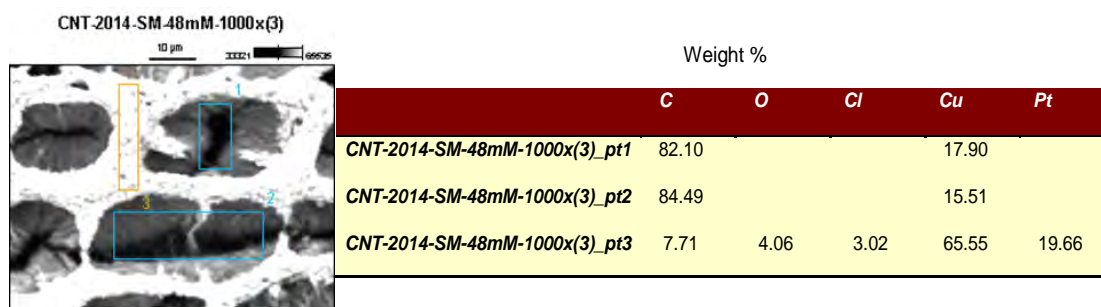 CNT-2014-SM-48mM-1000x(3)
10 µm 33321 65535
1
3 2
Weight %
C O Cl Cu Pt
CNT-2014-SM-48mM-1000x(3)_pt1 82.10 17.90
CNT-2014-SM-48mM-1000x(3)_pt2 84.49 15.51
CNT-2014-SM-48mM-1000x(3)_pt3 7.71 4.06 3.02 65.55 19.66